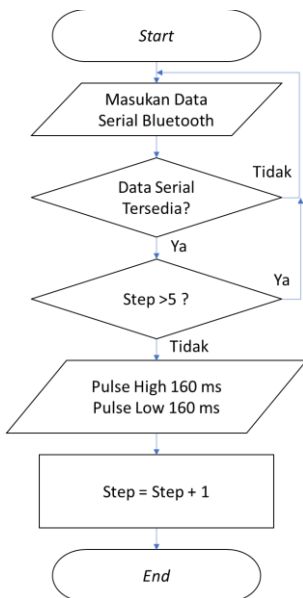 Start
Masukan Data
Serial Bluetooth
Tidak
Data Serial
Tersedia?
Ya
Ya
Step >5 ?
Tidak
Pulse High 160 ms
Pulse Low 160 ms
Step = Step + 1
End